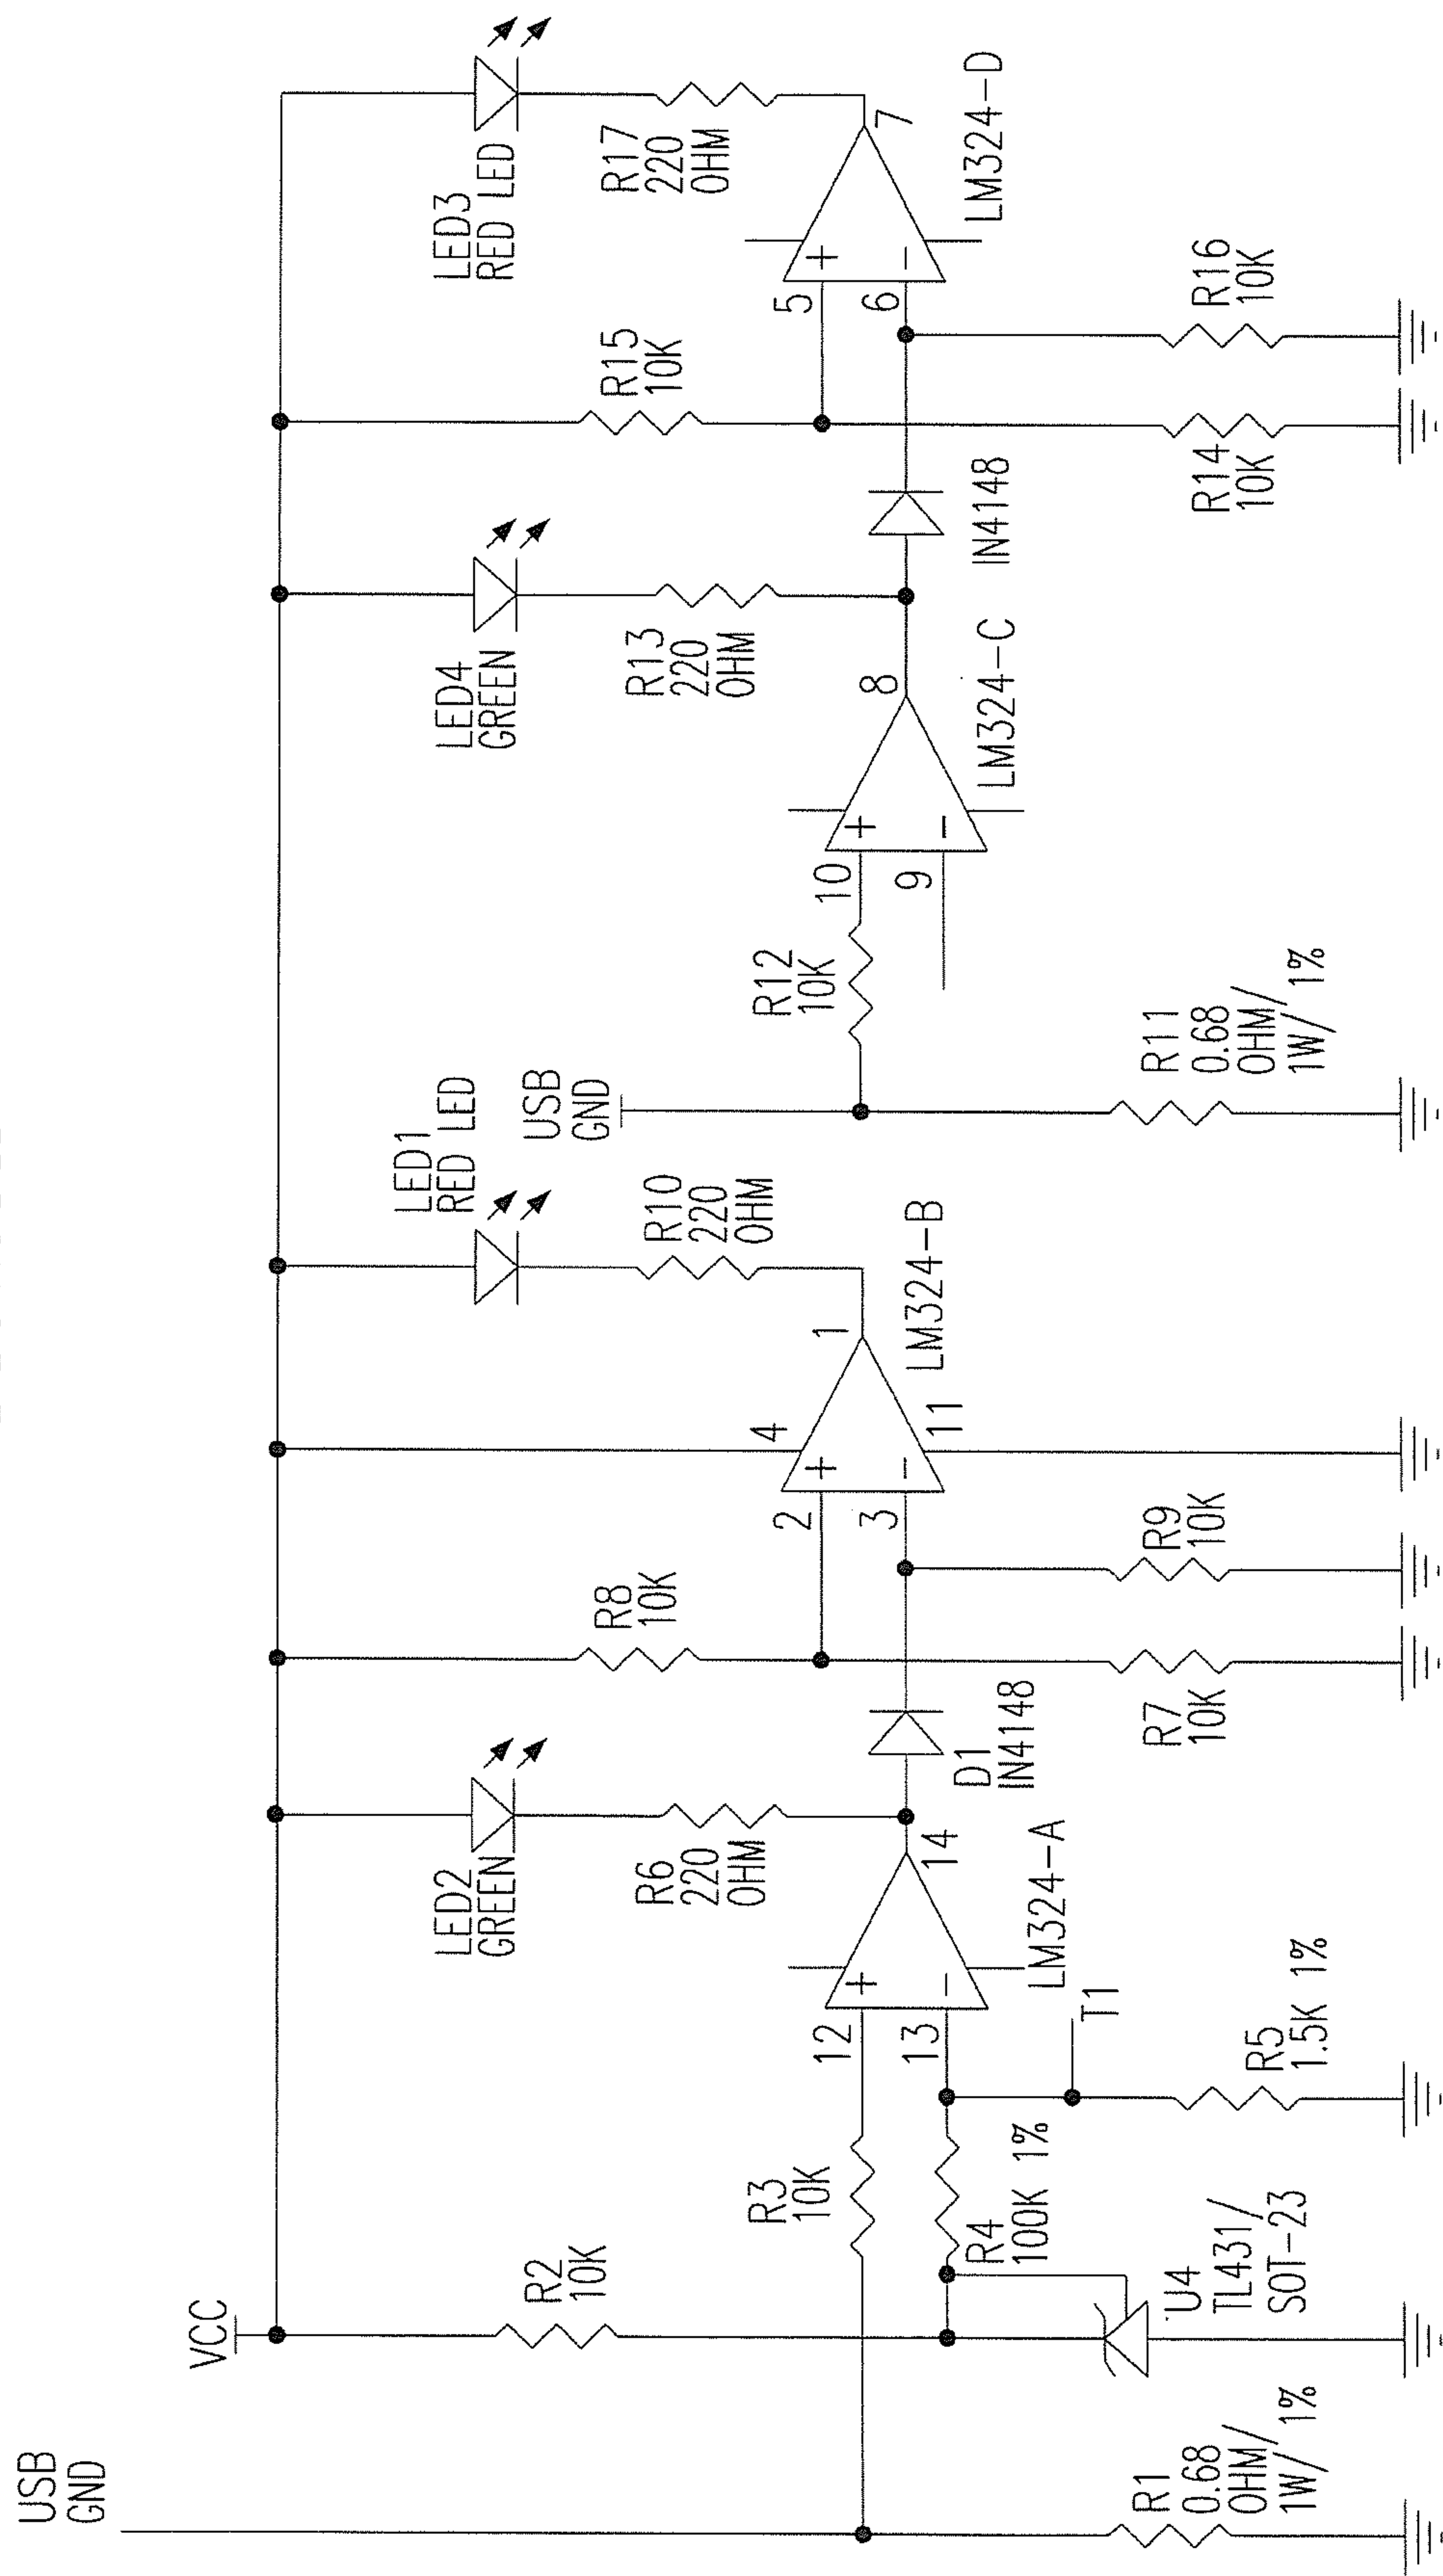 USB
GND
VCC
R1
0.68
OHM/
1W/ 1%
R2
10K
U4
TL431/
SOT-23
R3
10K
R4
100K 1%
12
13
+
-
T1
R5
1.5K 1%
LM324-A
14
LED2
GREEN
R6
220
OHM
D1
IN4148
R8
10K
R7
10K
R9
10K
2
3
+
-
4
11
1
LM324-B
LED1
RED LED
R10
220
OHM
USB
GND
R11
0.68
OHM/
1W/ 1%
R12
10K
10
9
+
-
8
LM324-C
LED4
GREEN
R13
220
OHM
IN4148
R15
10K
R14
10K
R16
10K
5
6
+
-
7
LM324-D
LED3
RED LED
R17
220
OHM